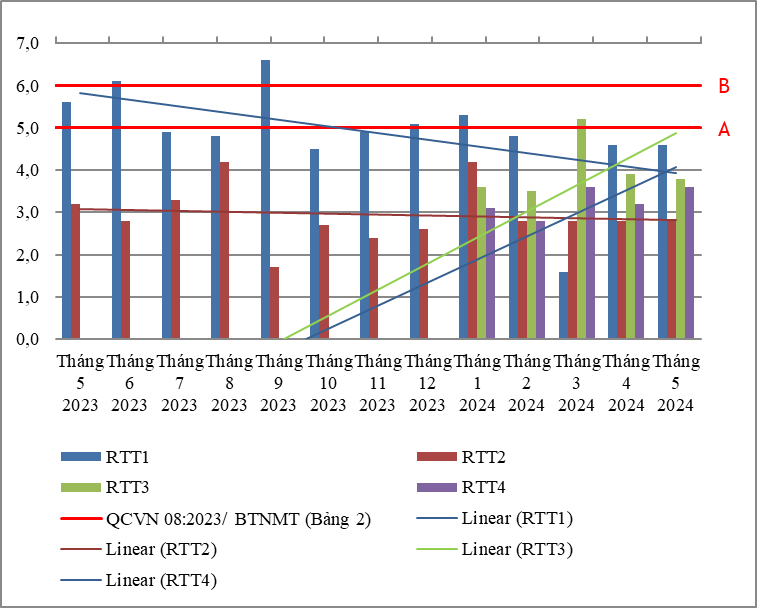 7,0
6,0
B
5,0
A
4,0
3,0
2,0
1,0
0,0
Tháng Tháng Tháng Tháng Tháng Tháng Tháng Tháng Tháng Tháng Tháng Tháng Tháng
5 6 7 8 9 10 11 12 1 2 3 4 5
2023 2023 2023 2023 2023 2023 2023 2023 2024 2024 2024 2024 2024
RTT1 RTT2
RTT3 RTT4
QCVN 08:2023/ BTNMT (Bảng 2) Linear (RTT1)
Linear (RTT2) Linear (RTT3)
Linear (RTT4)